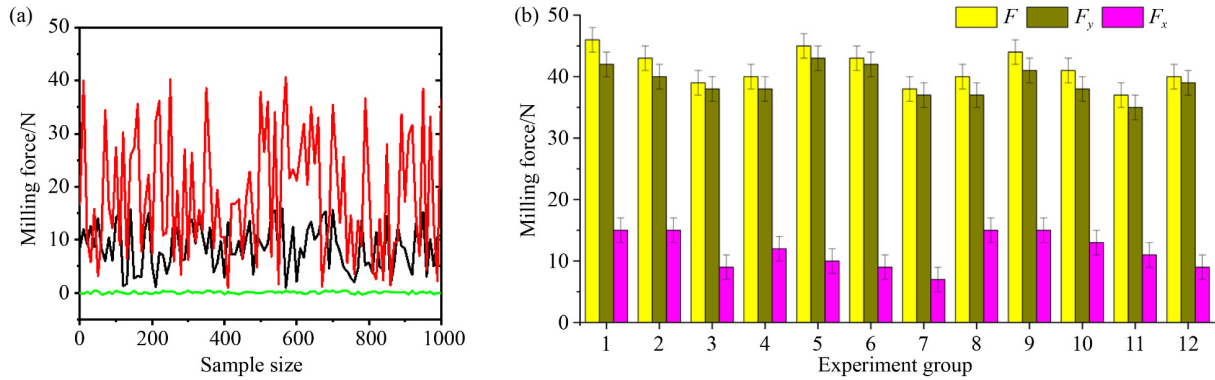 (a)
50
40
30
20
10
0
Milling force/N
0 200 400 600 800 1000
Sample size
(b)
F Fy Fx
50
40
30
20
10
0
Milling force/N
1 2 3 4 5 6 7 8 9 10 11 12
Experiment group